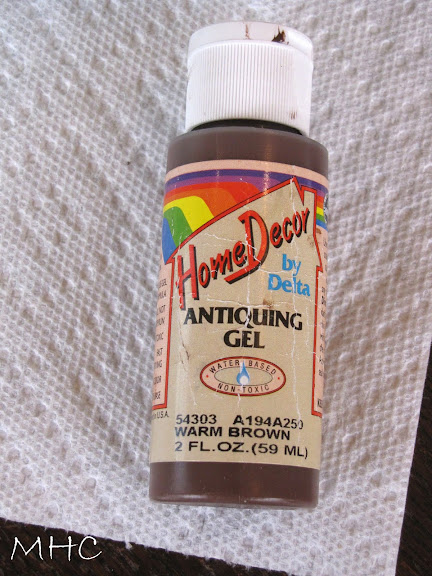 Home Decor
by
Delta
ANTIQUING
GEL
WATER BASED
NON-TOXIC
54303 A194A250
WARM BROWN
2 FL.OZ.(59 ML)
U.S.A.
MHC